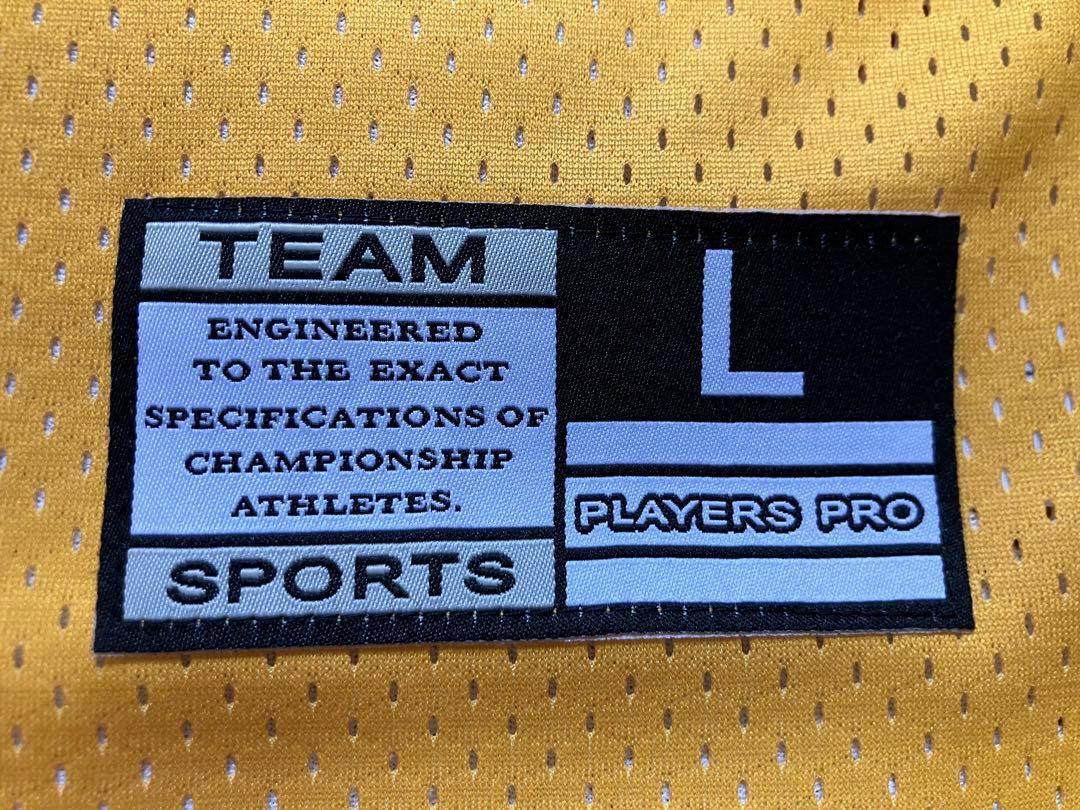 TEAM
ENGINEERED
TO THE EXACT
SPECIFICATIONS OF
CHAMPIONSHIP
ATHLETES.
SPORTS
L
PLAYERS PRO